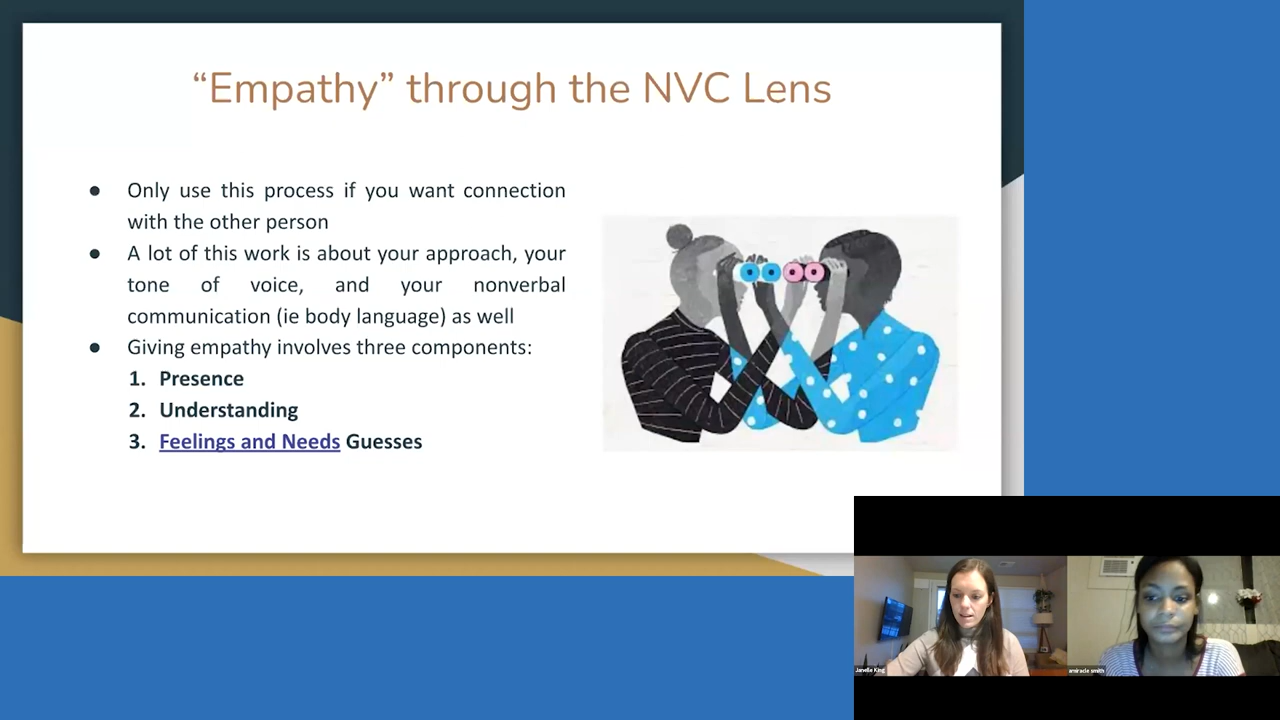 “Empathy” through the NVC Lens
● Only use this process if you want connection
with the other person
● A lot of this work is about your approach, your
tone of voice, and your nonverbal
communication (ie body language) as well
● Giving empathy involves three components:
1. Presence
2. Understanding
3. Feelings and Needs Guesses
Janelle King
amiracle smith